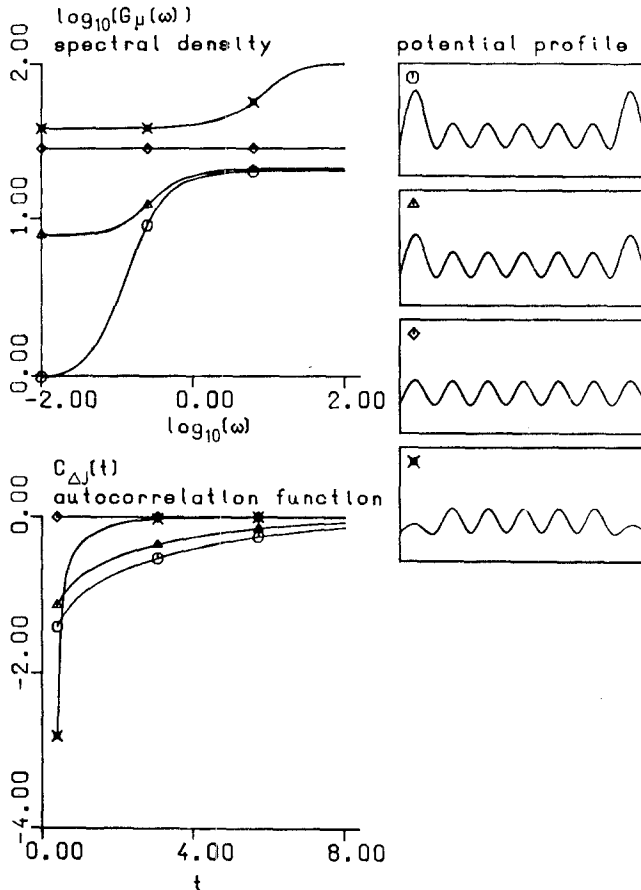 log₁₀(Gμ(ω))
spectral density
potential profile
2.00
1.00
0.00
-2.00
0.00
2.00
log₁₀(ω)
C△J(t)
autocorrelation function
0.00
-2.00
-4.00
0.00
4.00
8.00
t